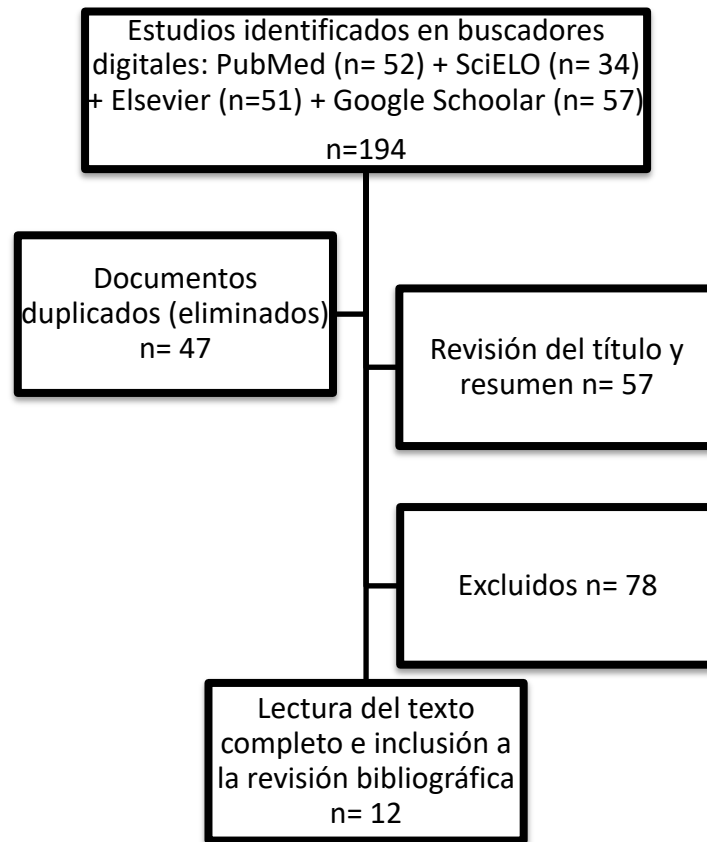 Estudios identificados en buscadores
digitales: PubMed (n= 52) + SciELO (n= 34)
+ Elsevier (n=51) + Google Schoolar (n= 57)
n=194
Documentos
duplicados (eliminados)
n= 47
Revisión del título y
resumen n= 57
Excluidos n= 78
Lectura del texto
completo e inclusión a
la revisión bibliográfica
n= 12